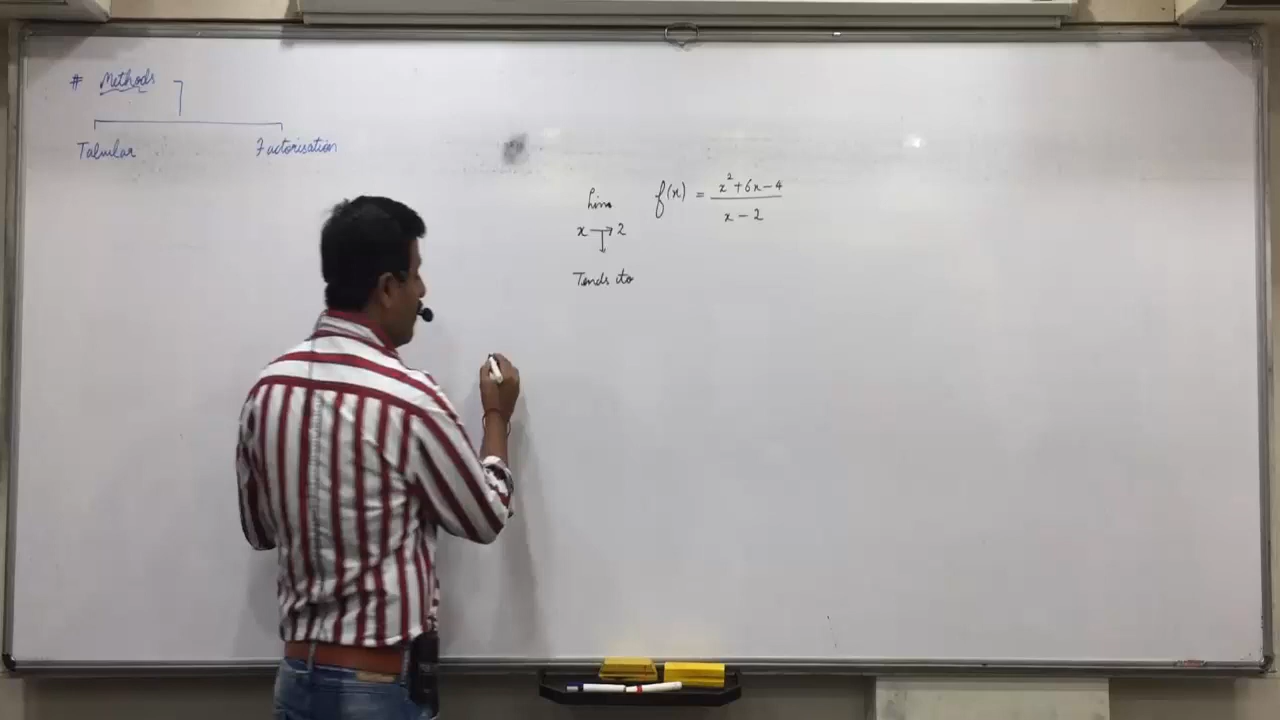 # Methods
Tabular Factorisation
Lim f(x) = x²+6x-4
x → 2 x - 2
Tends to